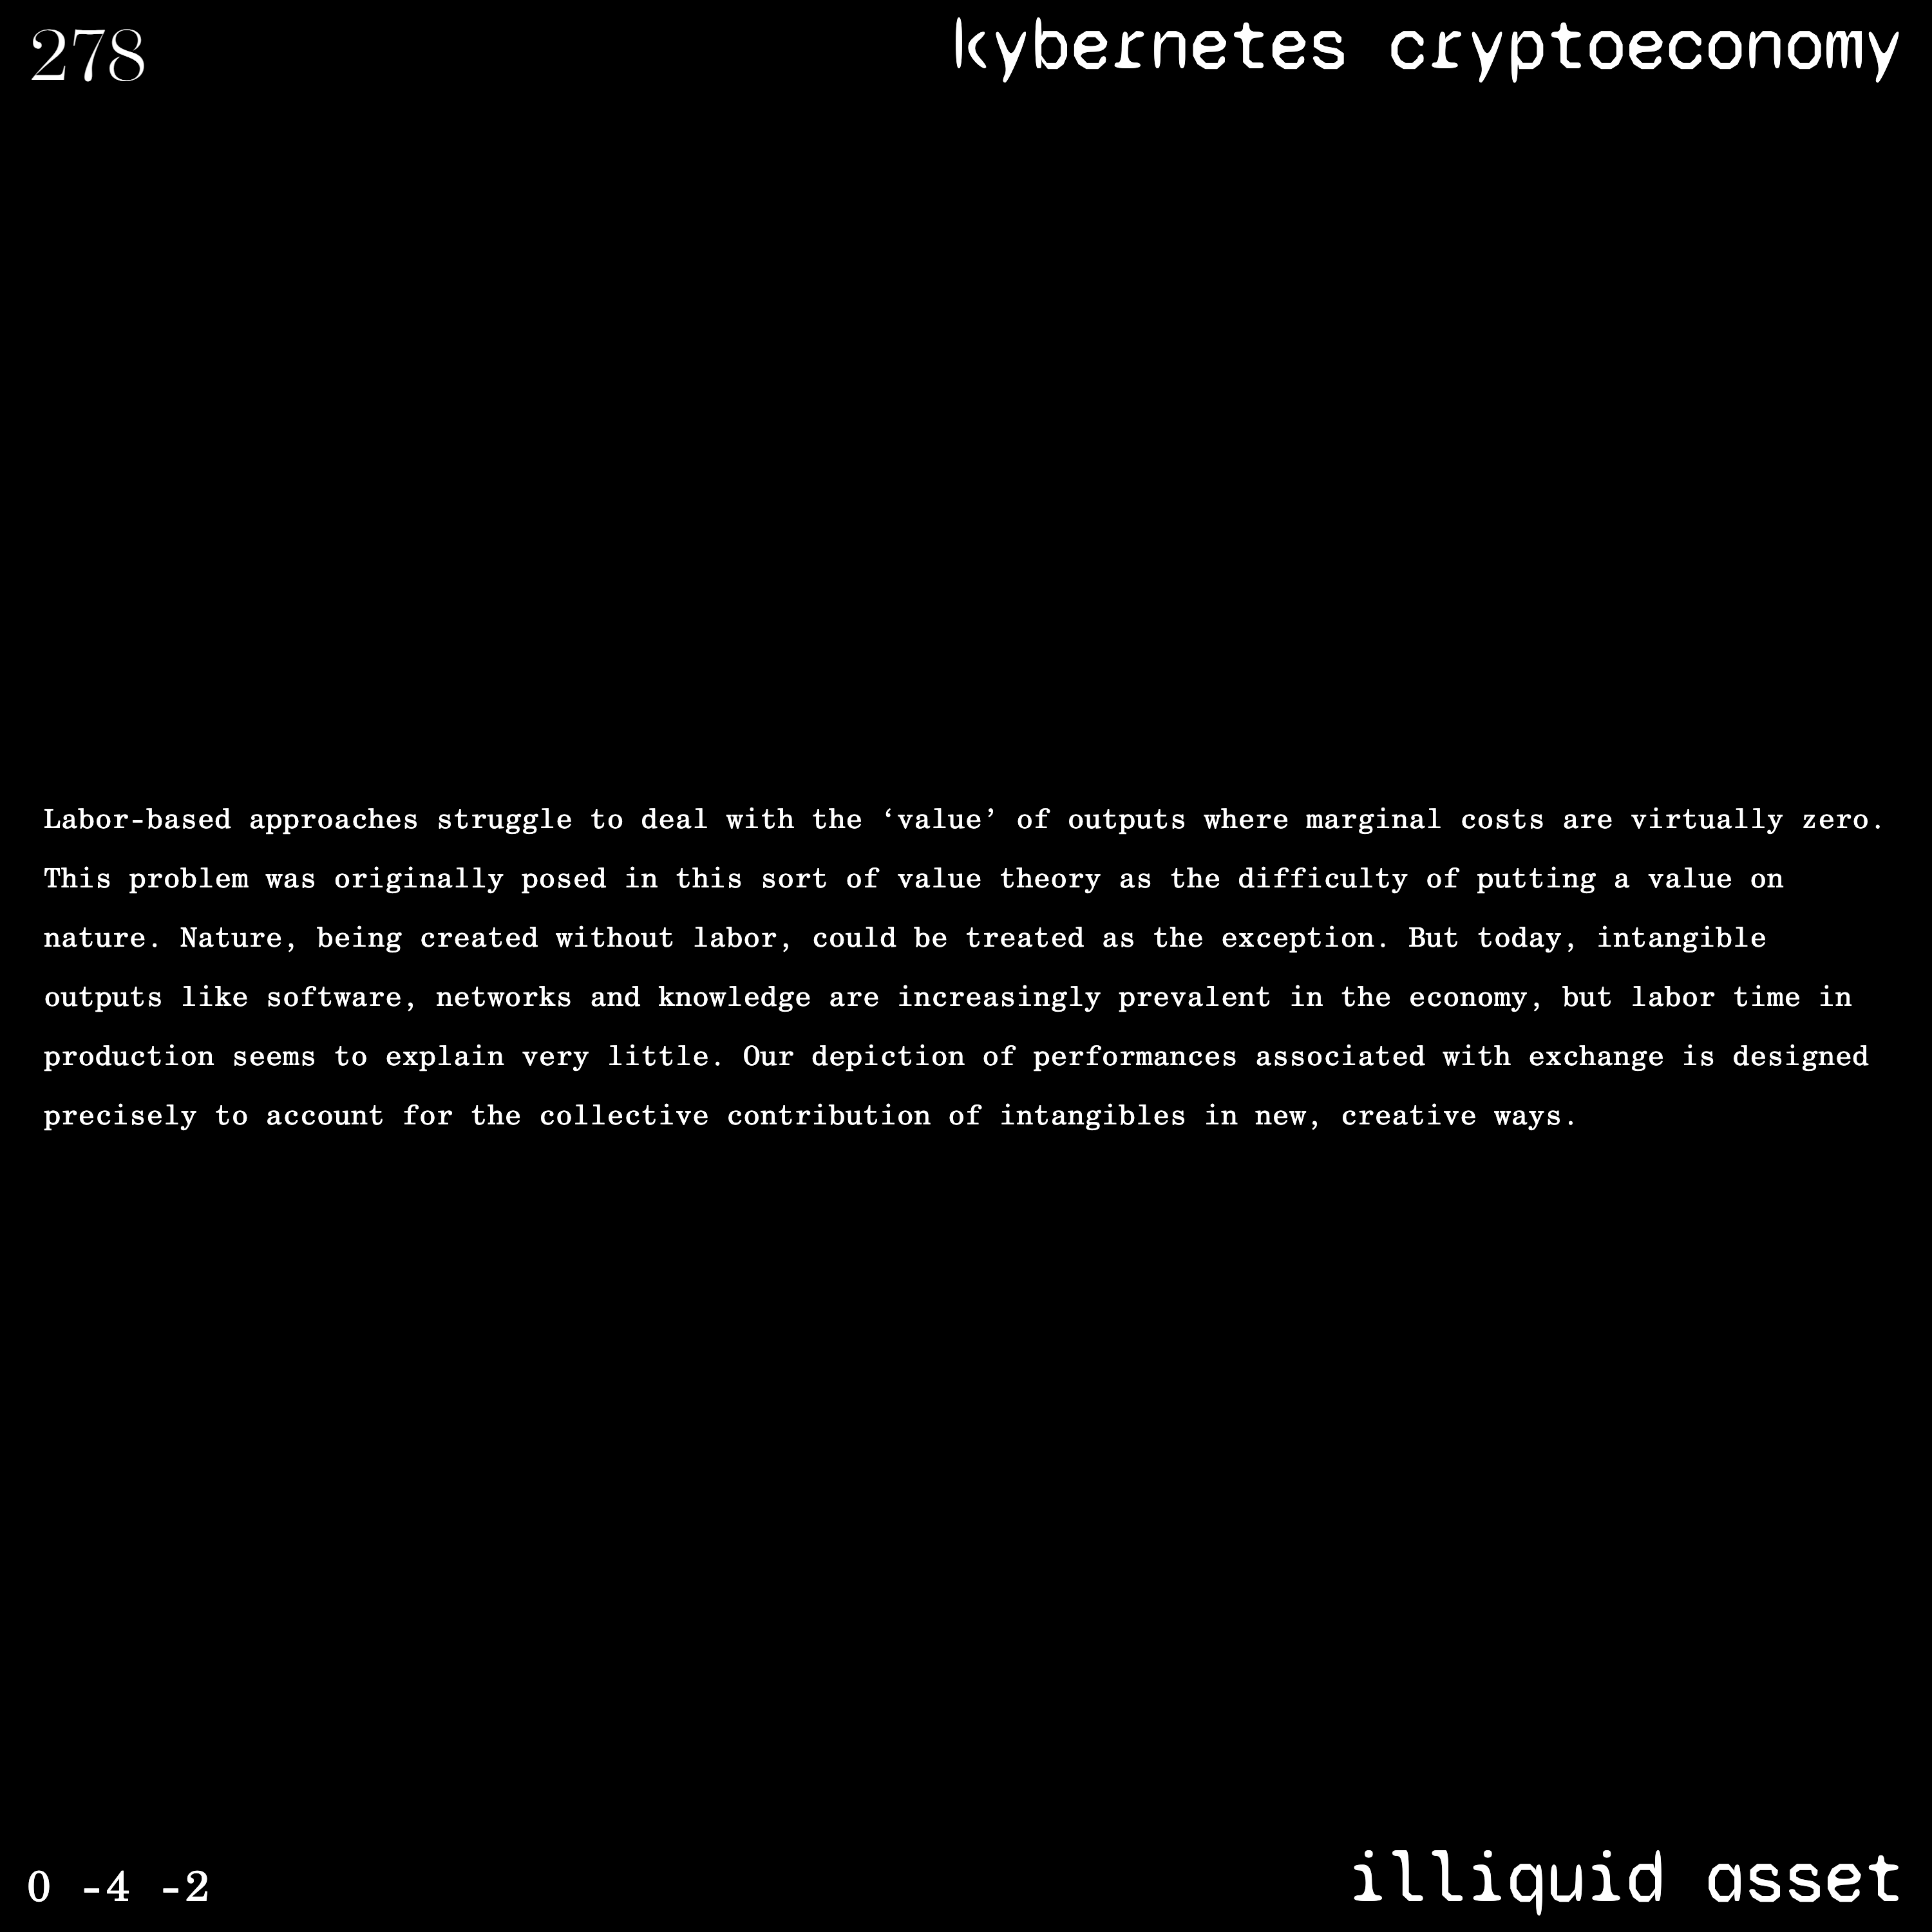 278
kybernetes cryptoeconomy
Labor-based approaches struggle to deal with the ‘value’ of outputs where marginal costs are virtually zero.
This problem was originally posed in this sort of value theory as the difficulty of putting a value on
nature. Nature, being created without labor, could be treated as the exception. But today, intangible
outputs like software, networks and knowledge are increasingly prevalent in the economy, but labor time in
production seems to explain very little. Our depiction of performances associated with exchange is designed
precisely to account for the collective contribution of intangibles in new, creative ways.
0 -4 -2
illiquid asset